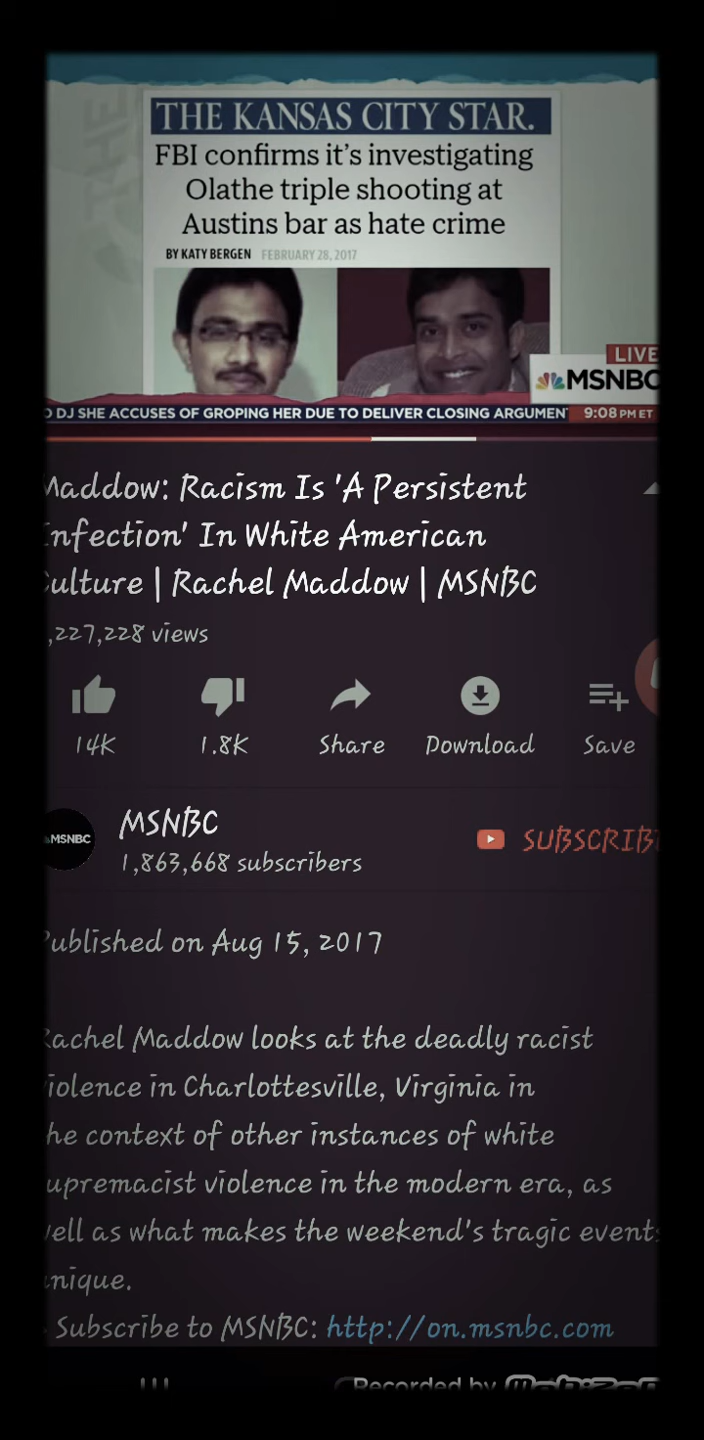 THE KANSAS CITY STAR.
FBI confirms it's investigating
Olathe triple shooting at
Austins bar as hate crime
BY KATY BERGEN FEBRUARY 28, 2017
LIVE
MSNBC
DJ SHE ACCUSES OF GROPING HER DUE TO DELIVER CLOSING ARGUMEN 9:08 PM ET
Maddow: Racism Is 'A Persistent
Infection' In White American
Culture | Rachel Maddow | MSNBC
,227,228 views
14K 1.8K Share Download Save
MSNBC
MSNBC SUBSCRIBE
1,863,668 subscribers
Published on Aug 15, 2017
Rachel Maddow looks at the deadly racist
violence in Charlottesville, Virginia in
the context of other instances of white
supremacist violence in the modern era, as
well as what makes the weekend's tragic events
unique.
Subscribe to MSNBC: http://on.msnbc.com
Recorded by